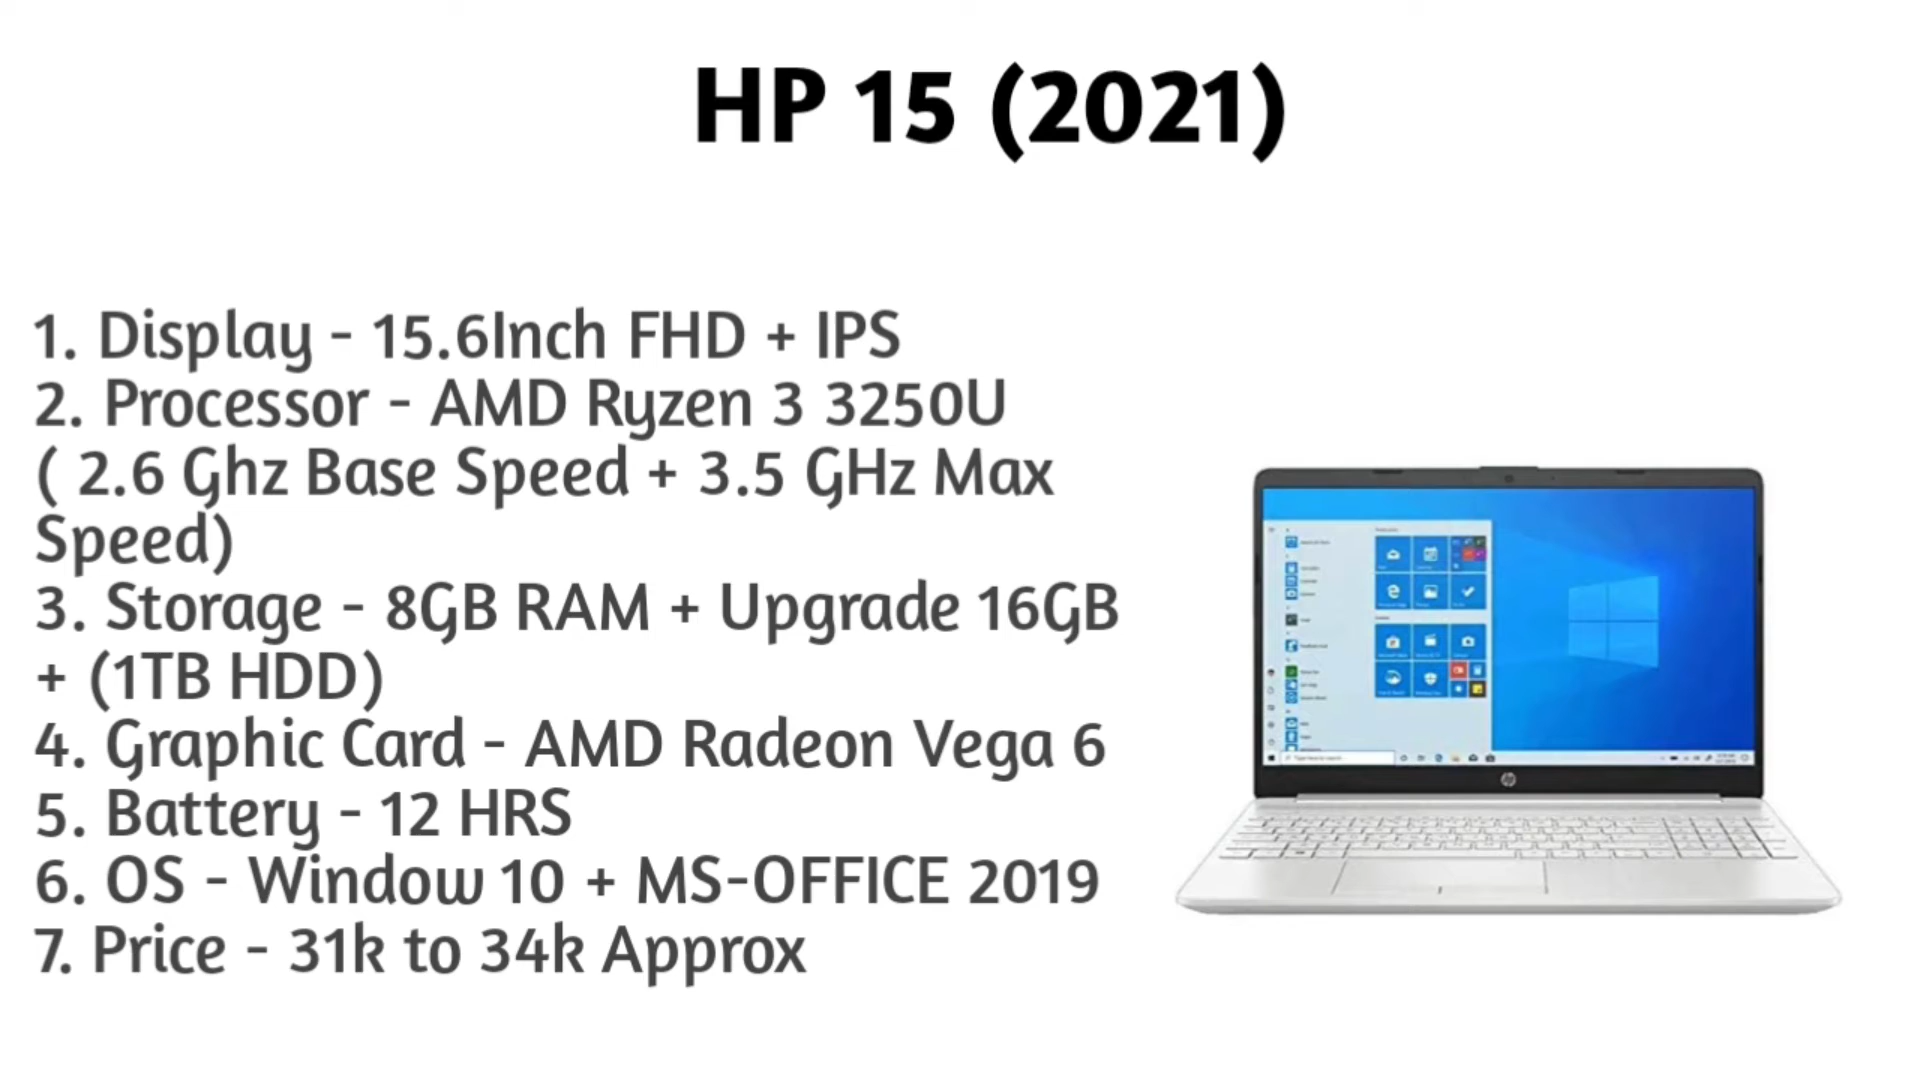 HP 15 (2021)
1. Display - 15.6Inch FHD + IPS
2. Processor - AMD Ryzen 3 3250U
( 2.6 Ghz Base Speed + 3.5 GHz Max
Speed)
3. Storage - 8GB RAM + Upgrade 16GB
+ (1TB HDD)
4. Graphic Card - AMD Radeon Vega 6
5. Battery - 12 HRS
6. OS - Window 10 + MS-OFFICE 2019
7. Price - 31k to 34k Approx
hp